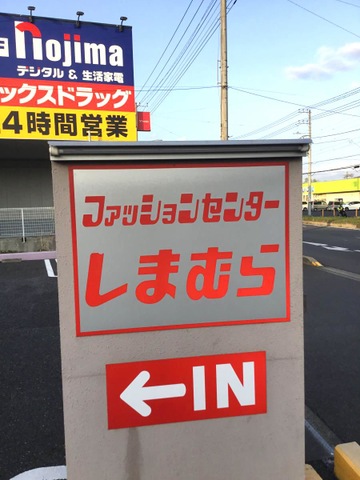 nojima
デジタル & 生活家電
ックスドラッグ
4時間営業
ファッションセンター
しまむら
←IN